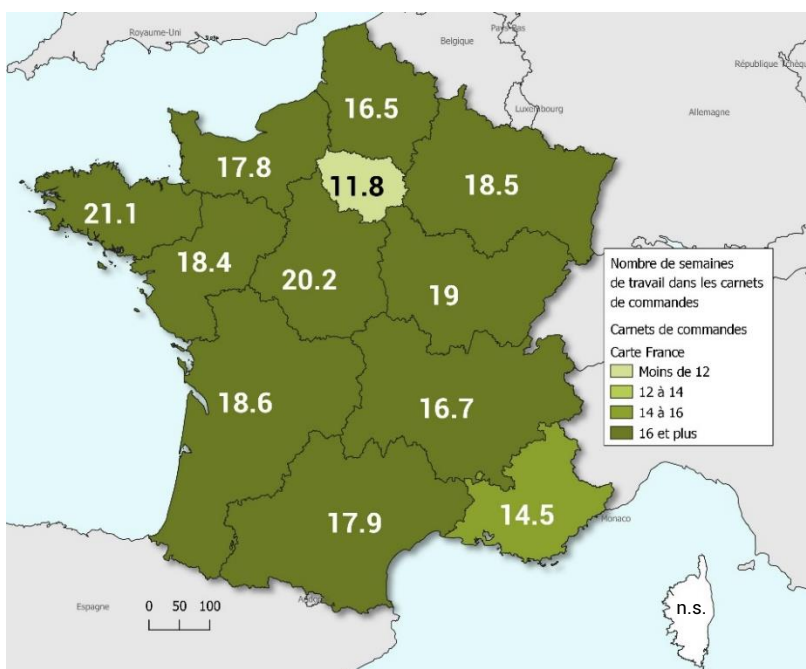 Royaume-Uni
Belgique
Pays-Bas
République Tchèque
Luxembourg
Allemagne
16.5
17.8
11.8
18.5
21.1
18.4
20.2
19
18.6
16.7
17.9
14.5
Monaco
Espagne
0 50 100
n.s.
Nombre de semaines
de travail dans les carnets
de commandes
Carnets de commandes
Carte France
Moins de 12
12 à 14
14 à 16
16 et plus